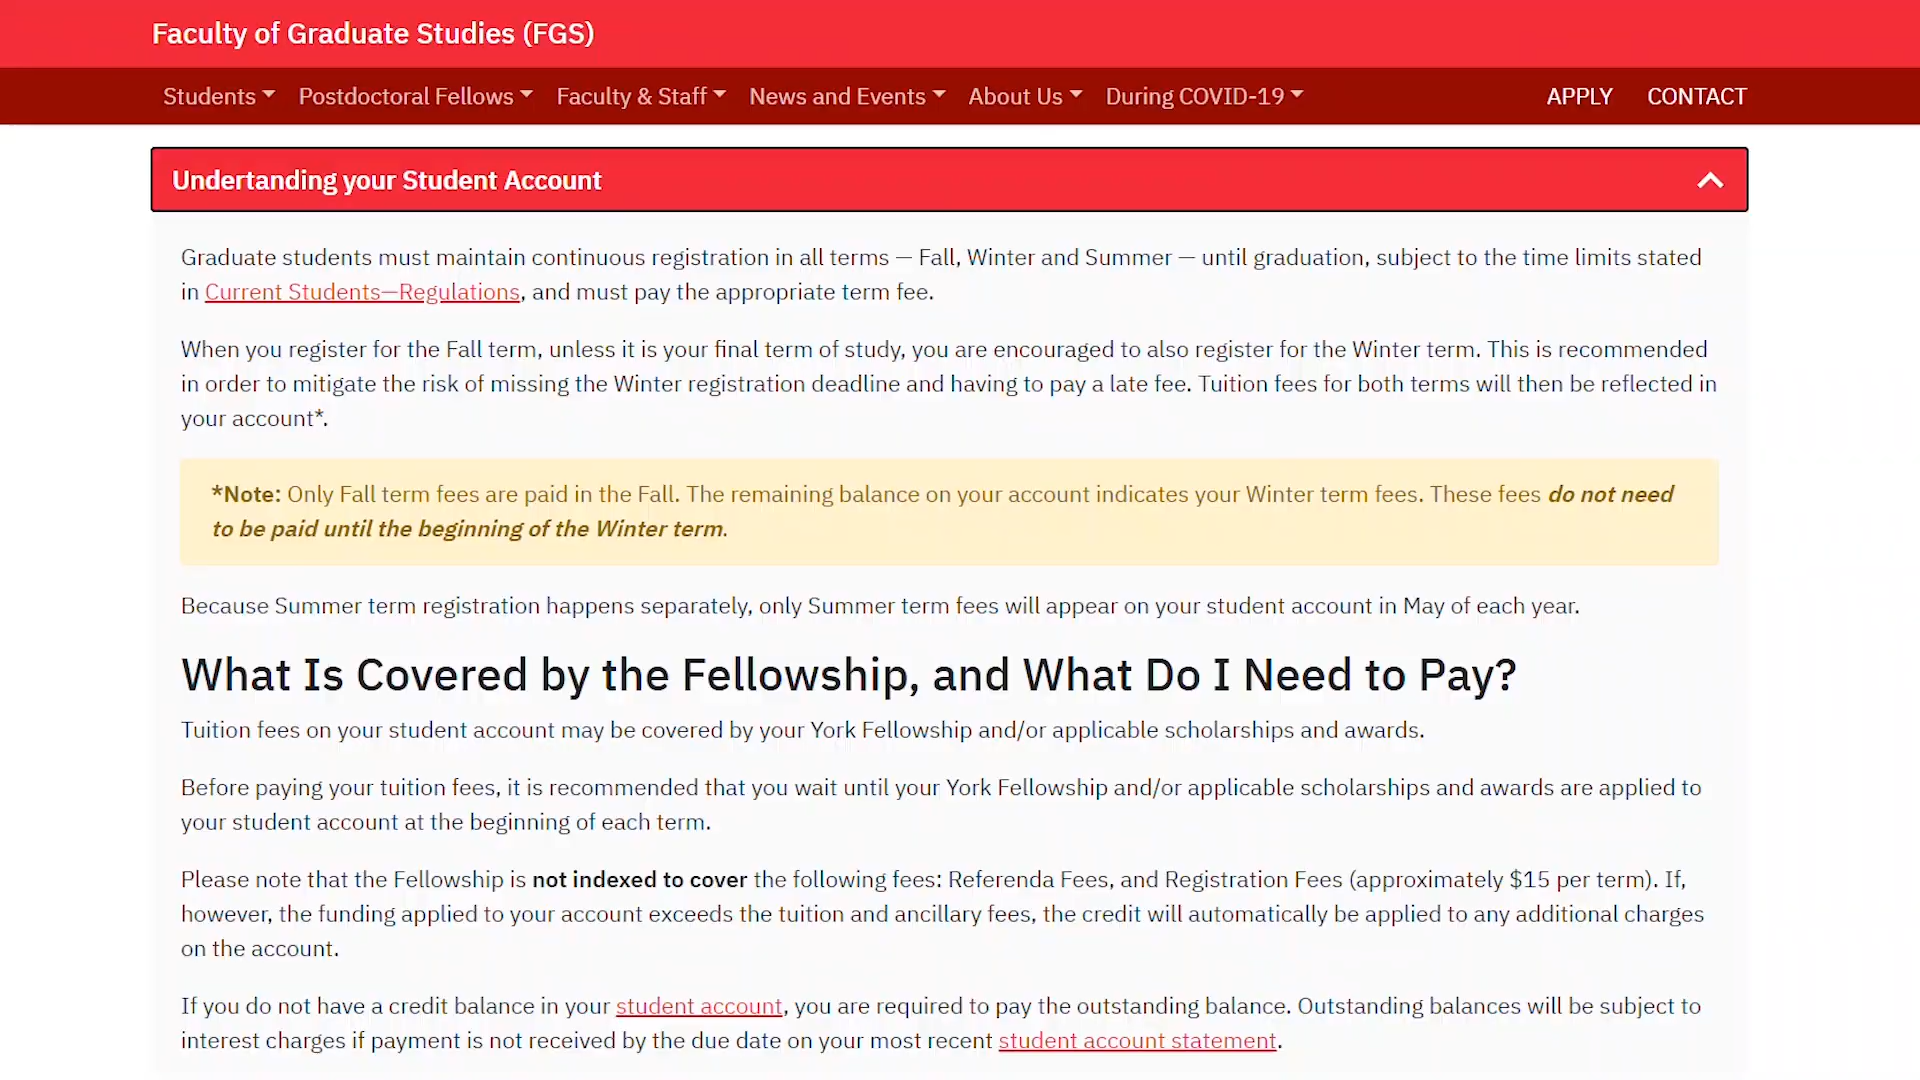 Faculty of Graduate Studies (FGS)
Students Postdoctoral Fellows Faculty & Staff News and Events About Us During COVID-19 APPLY CONTACT
Undertanding your Student Account
Graduate students must maintain continuous registration in all terms — Fall, Winter and Summer — until graduation, subject to the time limits stated
in Current Students—Regulations, and must pay the appropriate term fee.
When you register for the Fall term, unless it is your final term of study, you are encouraged to also register for the Winter term. This is recommended
in order to mitigate the risk of missing the Winter registration deadline and having to pay a late fee. Tuition fees for both terms will then be reflected in
your account*.
*Note: Only Fall term fees are paid in the Fall. The remaining balance on your account indicates your Winter term fees. These fees do not need
to be paid until the beginning of the Winter term.
Because Summer term registration happens separately, only Summer term fees will appear on your student account in May of each year.
What Is Covered by the Fellowship, and What Do I Need to Pay?
Tuition fees on your student account may be covered by your York Fellowship and/or applicable scholarships and awards.
Before paying your tuition fees, it is recommended that you wait until your York Fellowship and/or applicable scholarships and awards are applied to
your student account at the beginning of each term.
Please note that the Fellowship is not indexed to cover the following fees: Referenda Fees, and Registration Fees (approximately $15 per term). If,
however, the funding applied to your account exceeds the tuition and ancillary fees, the credit will automatically be applied to any additional charges
on the account.
If you do not have a credit balance in your student account, you are required to pay the outstanding balance. Outstanding balances will be subject to
interest charges if payment is not received by the due date on your most recent student account statement.